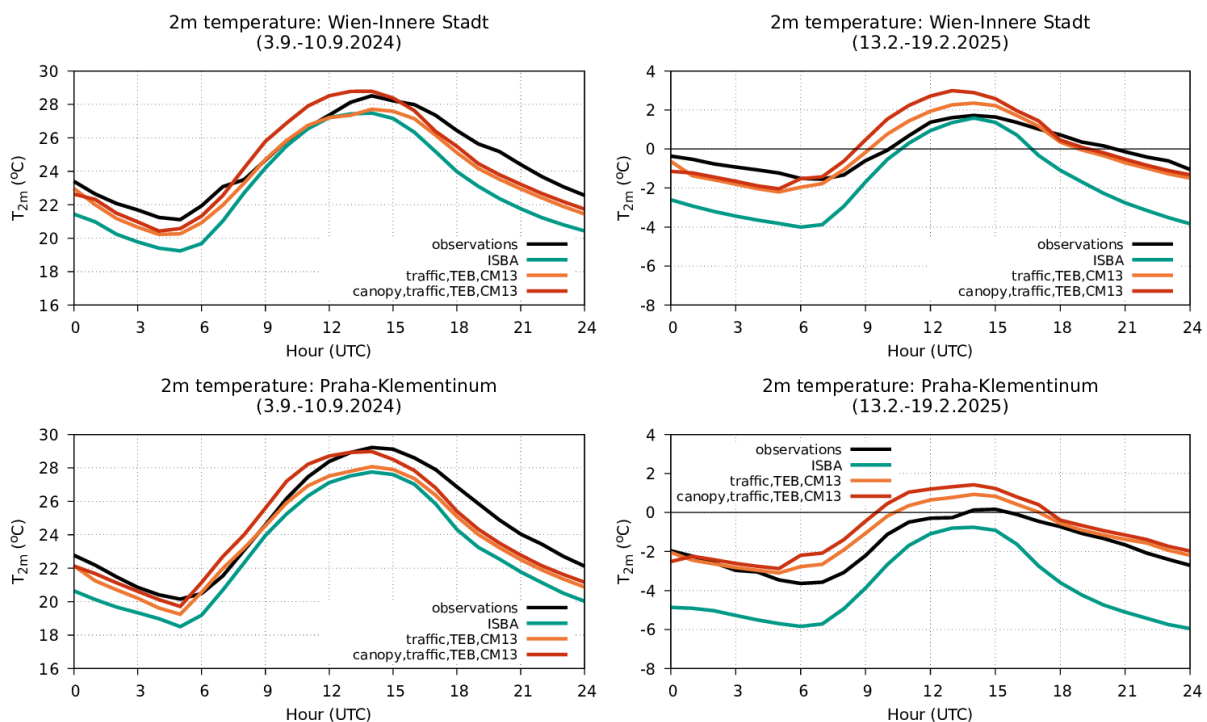 2m temperature: Wien-Innere Stadt
(3.9.-10.9.2024)
30
28
26
24
22
20
18
16
T2m (ºC)
observations
ISBA
traffic,TEB,CM13
canopy,traffic,TEB,CM13
0 3 6 9 12 15 18 21 24
Hour (UTC)
2m temperature: Wien-Innere Stadt
(13.2.-19.2.2025)
4
2
0
-2
-4
-6
-8
T2m (ºC)
observations
ISBA
traffic,TEB,CM13
canopy,traffic,TEB,CM13
0 3 6 9 12 15 18 21 24
Hour (UTC)
2m temperature: Praha-Klementinum
(3.9.-10.9.2024)
30
28
26
24
22
20
18
16
T2m (ºC)
observations
ISBA
traffic,TEB,CM13
canopy,traffic,TEB,CM13
0 3 6 9 12 15 18 21 24
Hour (UTC)
2m temperature: Praha-Klementinum
(13.2.-19.2.2025)
4
2
0
-2
-4
-6
-8
T2m (ºC)
observations
ISBA
traffic,TEB,CM13
canopy,traffic,TEB,CM13
0 3 6 9 12 15 18 21 24
Hour (UTC)